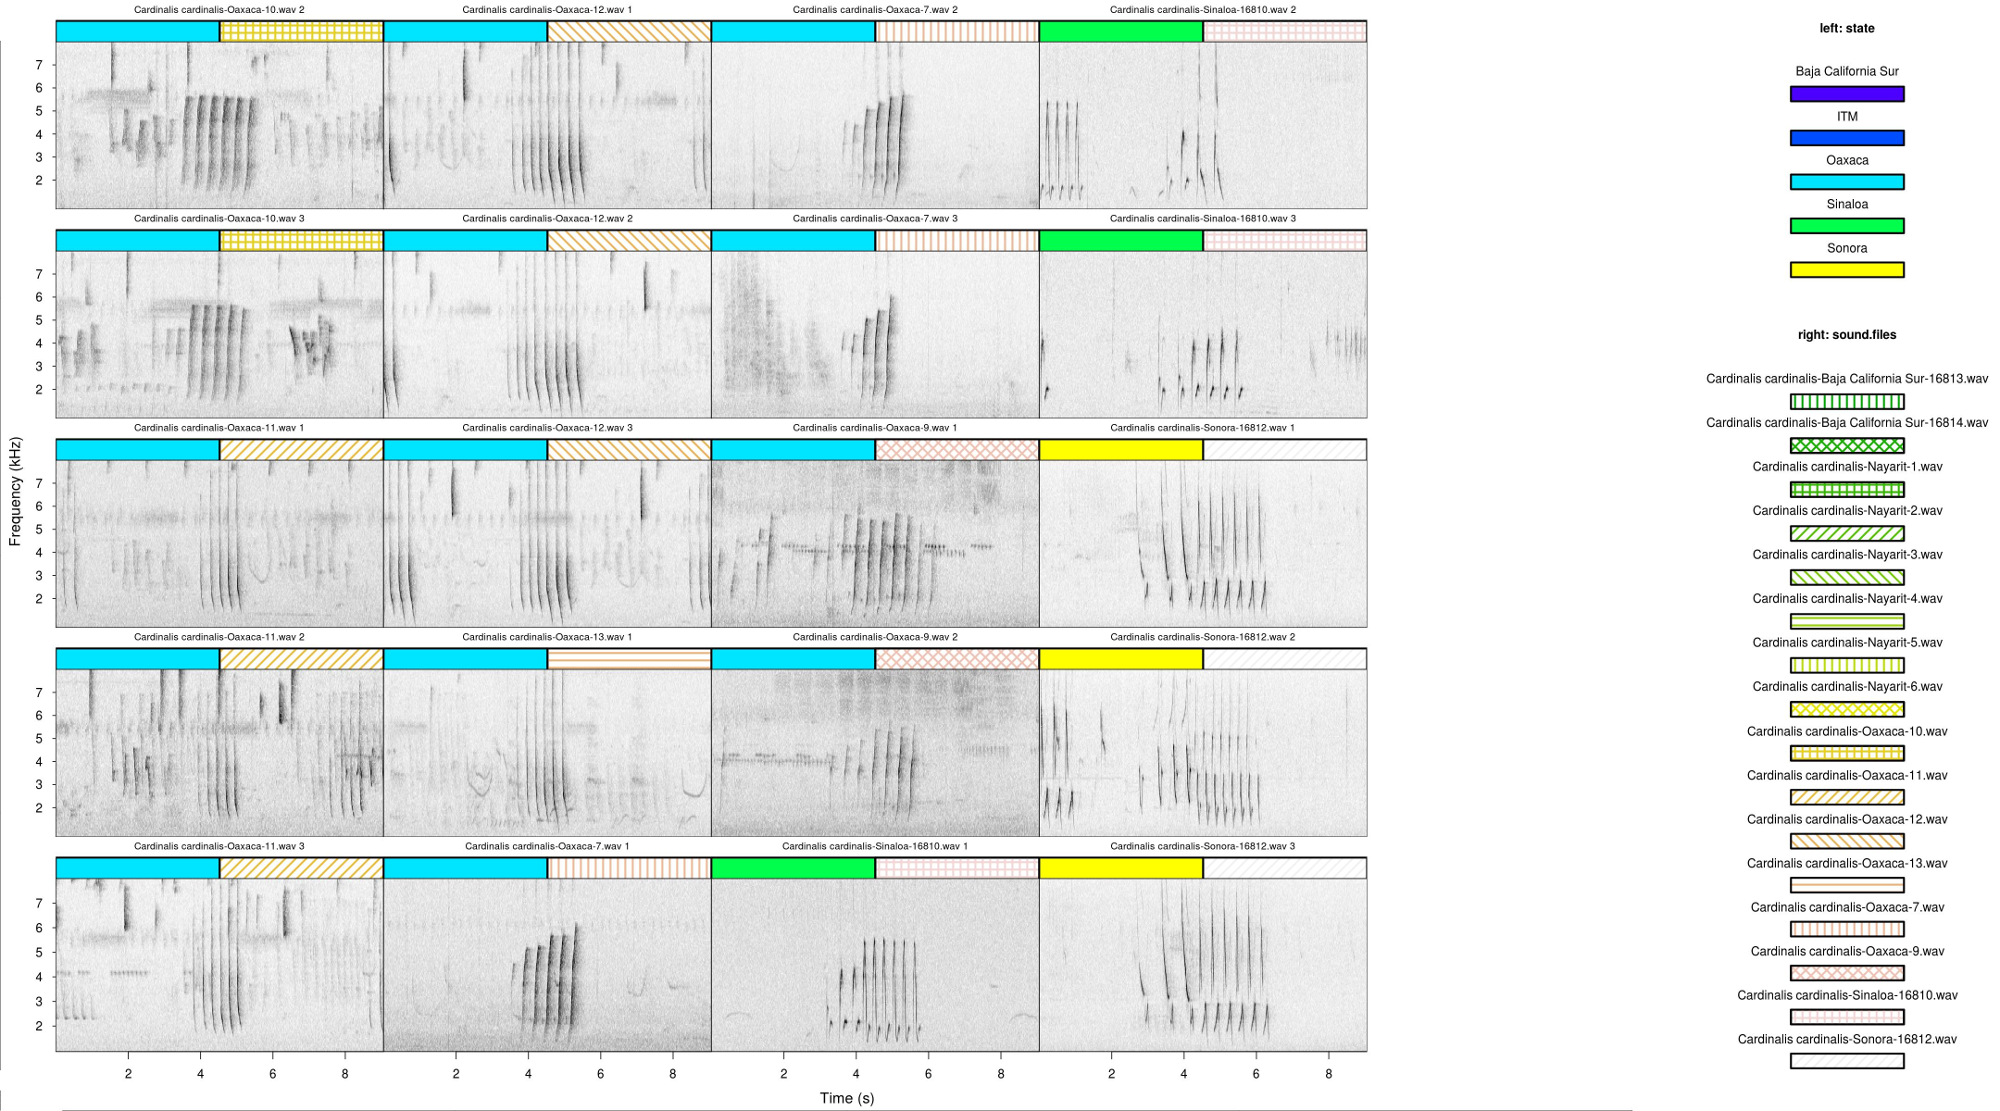 Cardinalis cardinalis-Oaxaca-10.wav 2
Cardinalis cardinalis-Oaxaca-12.wav 1
Cardinalis cardinalis-Oaxaca-7.wav 2
Cardinalis cardinalis-Sinaloa-16810.wav 2
7
6
5
4
3
2
Cardinalis cardinalis-Oaxaca-10.wav 3
Cardinalis cardinalis-Oaxaca-12.wav 2
Cardinalis cardinalis-Oaxaca-7.wav 3
Cardinalis cardinalis-Sinaloa-16810.wav 3
7
6
5
4
3
2
Cardinalis cardinalis-Oaxaca-11.wav 1
Cardinalis cardinalis-Oaxaca-12.wav 3
Cardinalis cardinalis-Oaxaca-9.wav 1
Cardinalis cardinalis-Sonora-16812.wav 1
7
6
5
4
3
2
Frequency (kHz)
Cardinalis cardinalis-Oaxaca-11.wav 2
Cardinalis cardinalis-Oaxaca-13.wav 1
Cardinalis cardinalis-Oaxaca-9.wav 2
Cardinalis cardinalis-Sonora-16812.wav 2
7
6
5
4
3
2
Cardinalis cardinalis-Oaxaca-11.wav 3
Cardinalis cardinalis-Oaxaca-7.wav 1
Cardinalis cardinalis-Sinaloa-16810.wav 1
Cardinalis cardinalis-Sonora-16812.wav 3
7
6
5
4
3
2
2 4 6 8
2 4 6 8
2 4 6 8
2 4 6 8
Time (s)
left: state
Baja California Sur
ITM
Oaxaca
Sinaloa
Sonora
right: sound.files
Cardinalis cardinalis-Baja California Sur-16813.wav
Cardinalis cardinalis-Baja California Sur-16814.wav
Cardinalis cardinalis-Nayarit-1.wav
Cardinalis cardinalis-Nayarit-2.wav
Cardinalis cardinalis-Nayarit-3.wav
Cardinalis cardinalis-Nayarit-4.wav
Cardinalis cardinalis-Nayarit-5.wav
Cardinalis cardinalis-Nayarit-6.wav
Cardinalis cardinalis-Oaxaca-10.wav
Cardinalis cardinalis-Oaxaca-11.wav
Cardinalis cardinalis-Oaxaca-12.wav
Cardinalis cardinalis-Oaxaca-13.wav
Cardinalis cardinalis-Oaxaca-7.wav
Cardinalis cardinalis-Oaxaca-9.wav
Cardinalis cardinalis-Sinaloa-16810.wav
Cardinalis cardinalis-Sonora-16812.wav